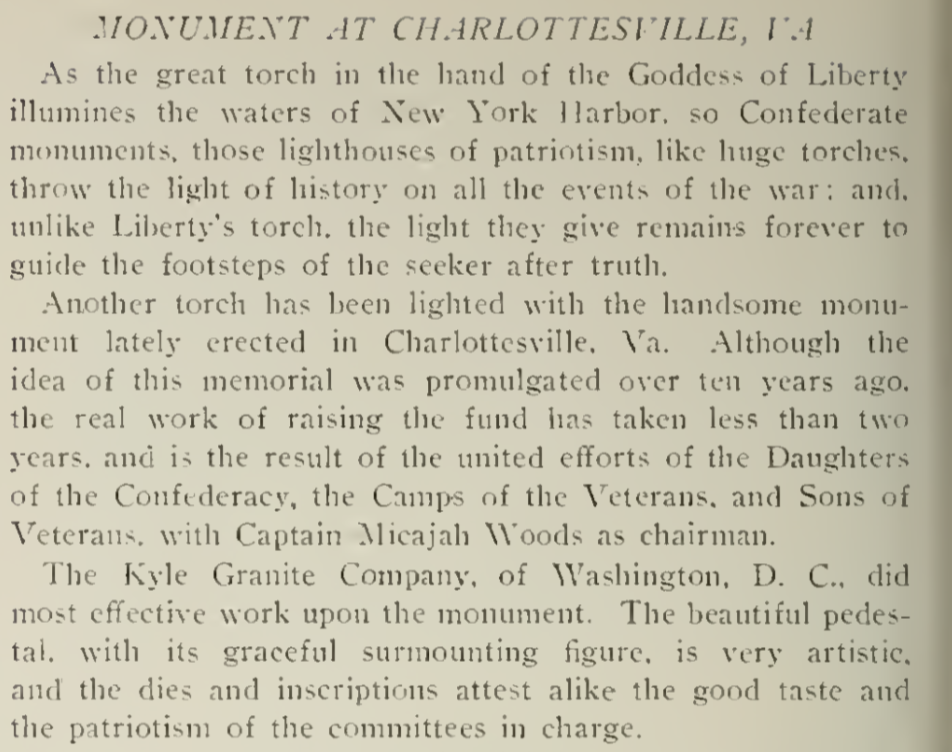 MONUMENT AT CHARLOTTESVILLE, VA
As the great torch in the hand of the Goddess of Liberty
illumines the waters of New York Harbor, so Confederate
monuments, those lighthouses of patriotism, like huge torches,
throw the light of history on all the events of the war; and,
unlike Liberty's torch, the light they give remains forever to
guide the footsteps of the seeker after truth.
Another torch has been lighted with the handsome monu-
ment lately erected in Charlottesville, Va. Although the
idea of this memorial was promulgated over ten years ago,
the real work of raising the fund has taken less than two
years, and is the result of the united efforts of the Daughters
of the Confederacy, the Camps of the Veterans, and Sons of
Veterans, with Captain Micajah Woods as chairman.
The Kyle Granite Company, of Washington, D. C., did
most effective work upon the monument. The beautiful pedes-
tal, with its graceful surmounting figure, is very artistic,
and the dies and inscriptions attest alike the good taste and
the patriotism of the committees in charge.